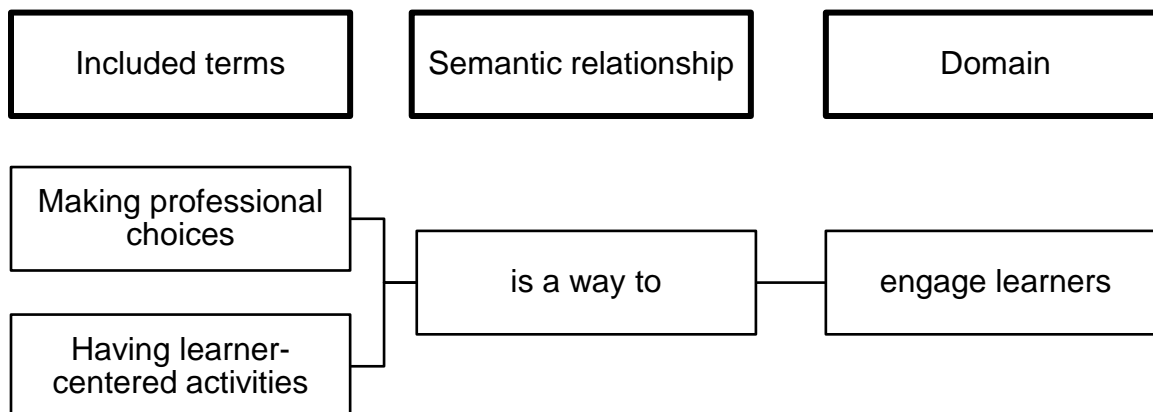 Included terms
Semantic relationship
Domain
Making professional
choices
is a way to
engage learners
Having learner-
centered activities